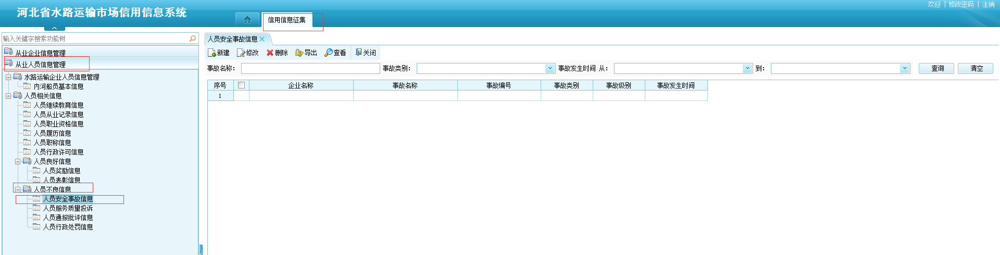 河北省水路运输市场信用信息系统
欢迎 | 修改密码 | 注销
信用信息征集
输入关键字搜索功能树
从业企业信息管理
从业人员信息管理
水路运输企业人员信息管理
内河船员基本信息
人员相关信息
人员继续教育信息
人员从业记录信息
人员职业资格信息
人员履历信息
人员职称信息
人员行政许可信息
人员良好信息
人员奖励信息
人员表彰信息
人员不良信息
人员安全事故信息
人员服务质量投诉
人员通报批评信息
人员行政处罚信息
人员安全事故信息
新建 修改 删除 导出 查看 关闭
事故名称： 事故类别： 事故发生时间 从： 到： 查询 清空
序号 企业名称 事故名称 事故编号 事故类别 事故级别 事故发生时间
1